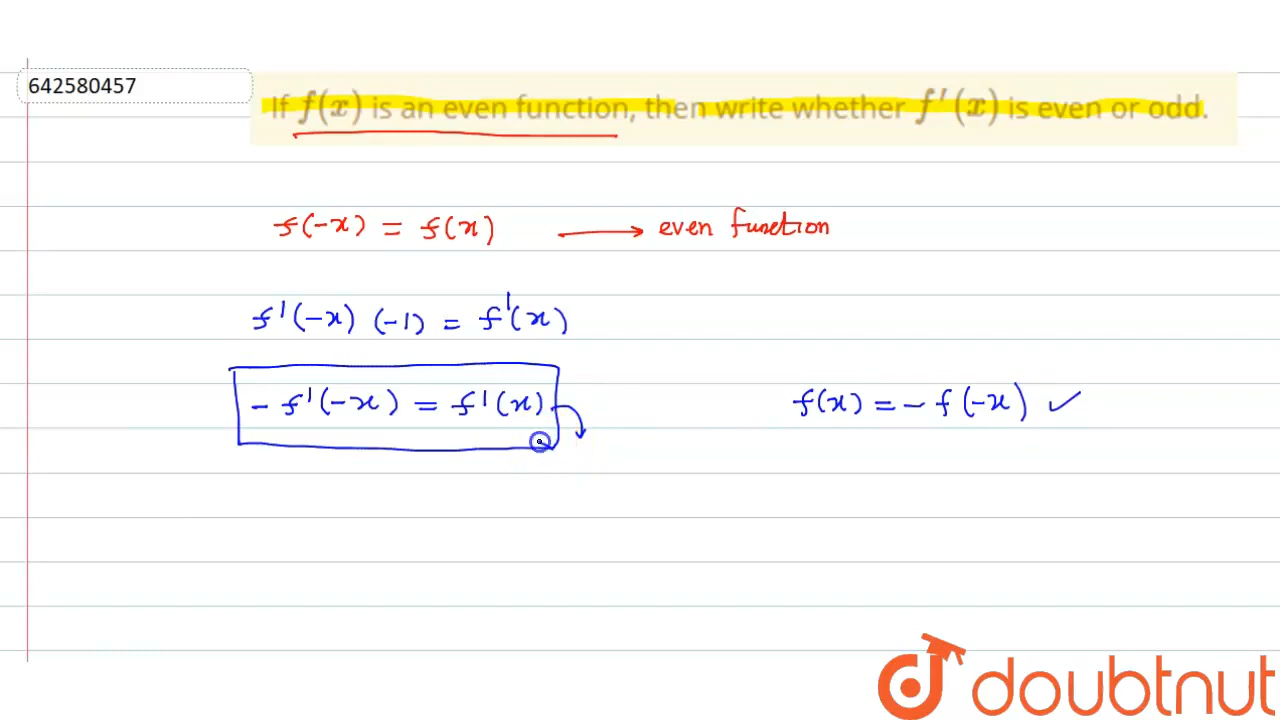 642580457
If f(x) is an even function, then write whether f'(x) is even or odd.
f(-x) = f(x) → even function
f'(-x) (-1) = f'(x)
- f'(-x) = f'(x)
f(x) = - f(-x) ✓
doubtnut